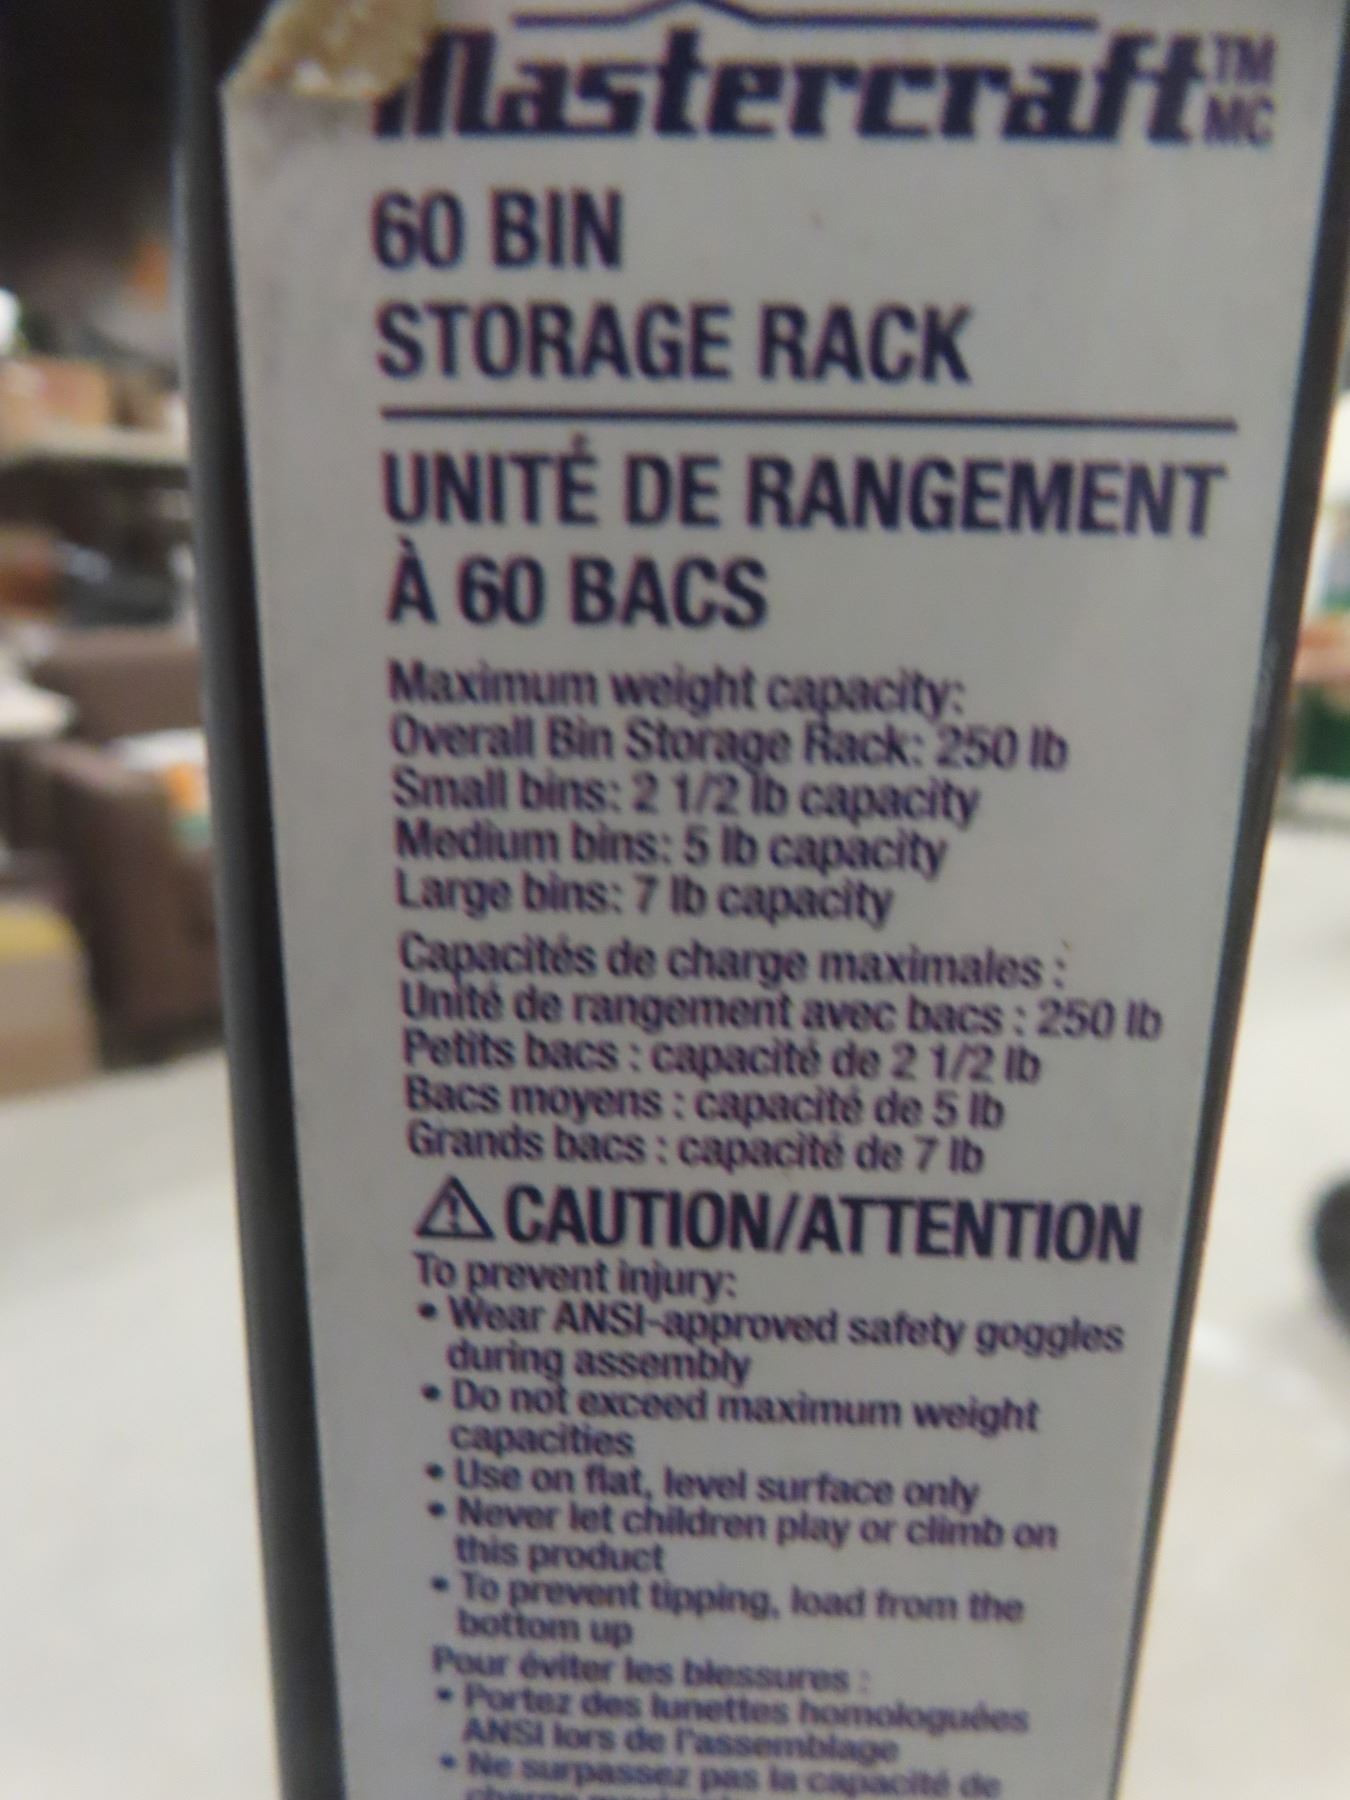 Mastercraft TM MC
60 BIN
STORAGE RACK
UNITÉ DE RANGEMENT
À 60 BACS
Maximum weight capacity:
Overall Bin Storage Rack: 250 lb
Small bins: 2 1/2 lb capacity
Medium bins: 5 lb capacity
Large bins: 7 lb capacity
Capacités de charge maximales :
Unité de rangement avec bacs : 250 lb
Petits bacs : capacité de 2 1/2 lb
Bacs moyens : capacité de 5 lb
Grands bacs : capacité de 7 lb
⚠ CAUTION/ATTENTION
To prevent injury:
• Wear ANSI-approved safety goggles
during assembly
• Do not exceed maximum weight
capacities
• Use on flat, level surface only
• Never let children play or climb on
this product
• To prevent tipping, load from the
bottom up
Pour éviter les blessures :
• Portez des lunettes homologuées
ANSI lors de l'assemblage
• Ne surpassez pas la capacité de